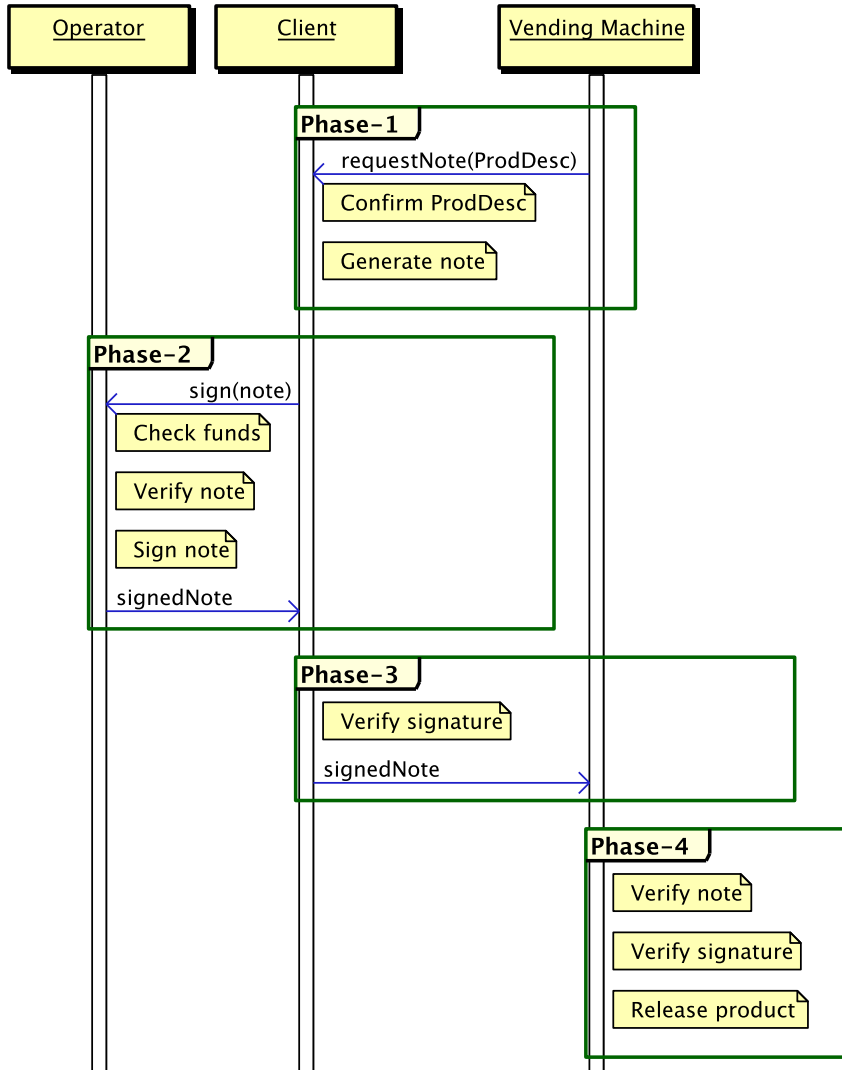 Operator
Client
Vending Machine
Phase-1
requestNote(ProdDesc)
Confirm ProdDesc
Generate note
Phase-2
sign(note)
Check funds
Verify note
Sign note
signedNote
Phase-3
Verify signature
signedNote
Phase-4
Verify note
Verify signature
Release product